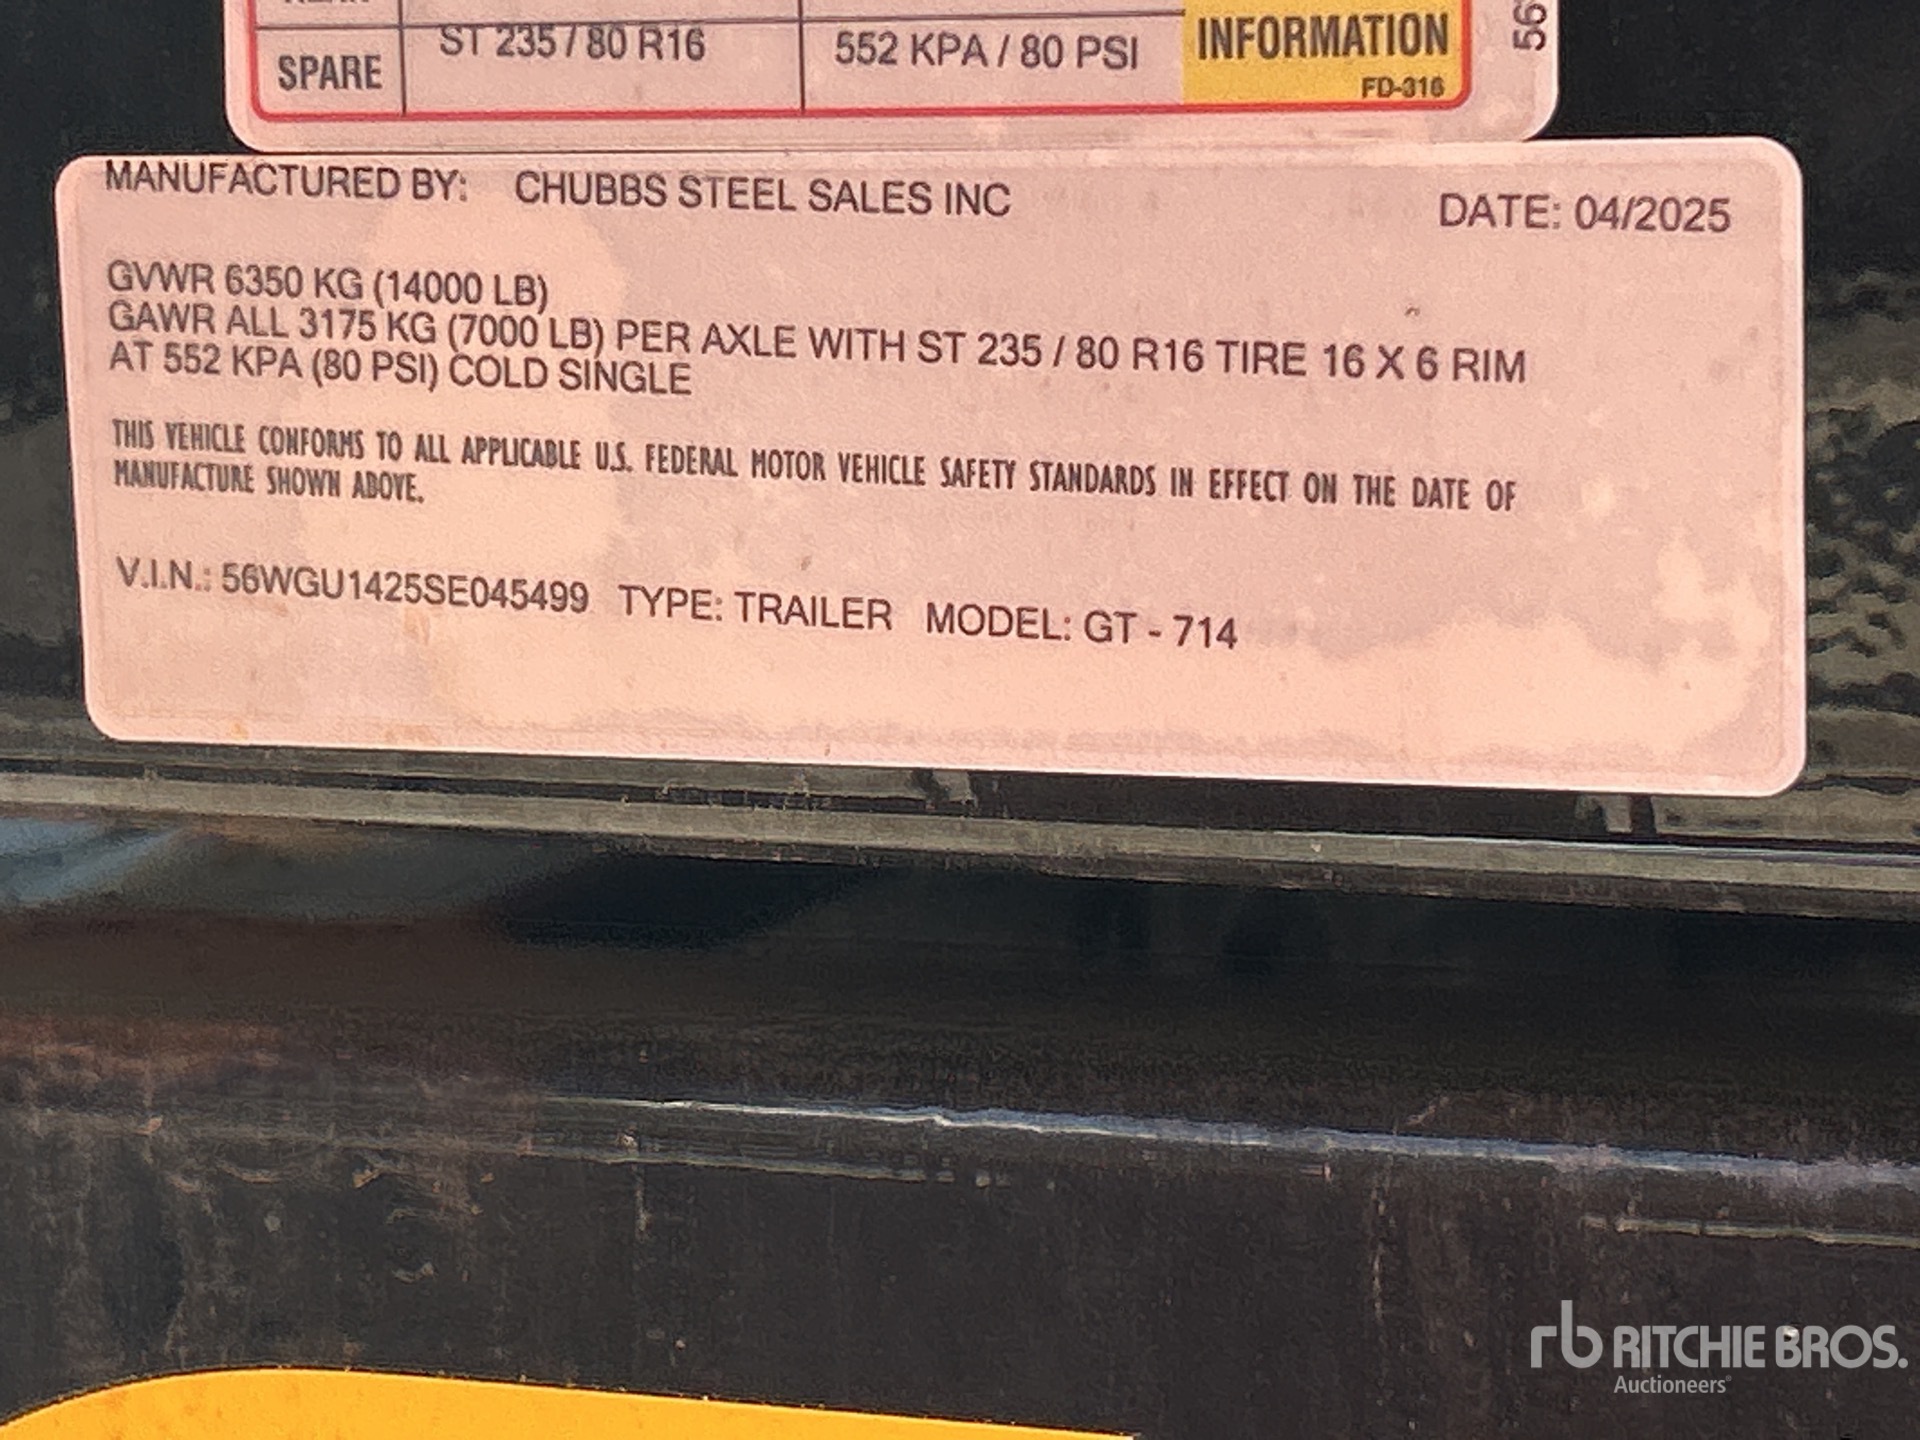 SPARE
ST 235 / 80 R16
552 KPA / 80 PSI
INFORMATION
FD-316
56
MANUFACTURED BY: CHUBBS STEEL SALES INC
DATE: 04/2025
GVWR 6350 KG (14000 LB)
GAWR ALL 3175 KG (7000 LB) PER AXLE WITH ST 235 / 80 R16 TIRE 16 X 6 RIM
AT 552 KPA (80 PSI) COLD SINGLE
THIS VEHICLE CONFORMS TO ALL APPLICABLE U.S. FEDERAL MOTOR VEHICLE SAFETY STANDARDS IN EFFECT ON THE DATE OF
MANUFACTURE SHOWN ABOVE.
V.I.N.: 56WGU1425SE045499 TYPE: TRAILER MODEL: GT - 714
rb RITCHIE BROS.
Auctioneers